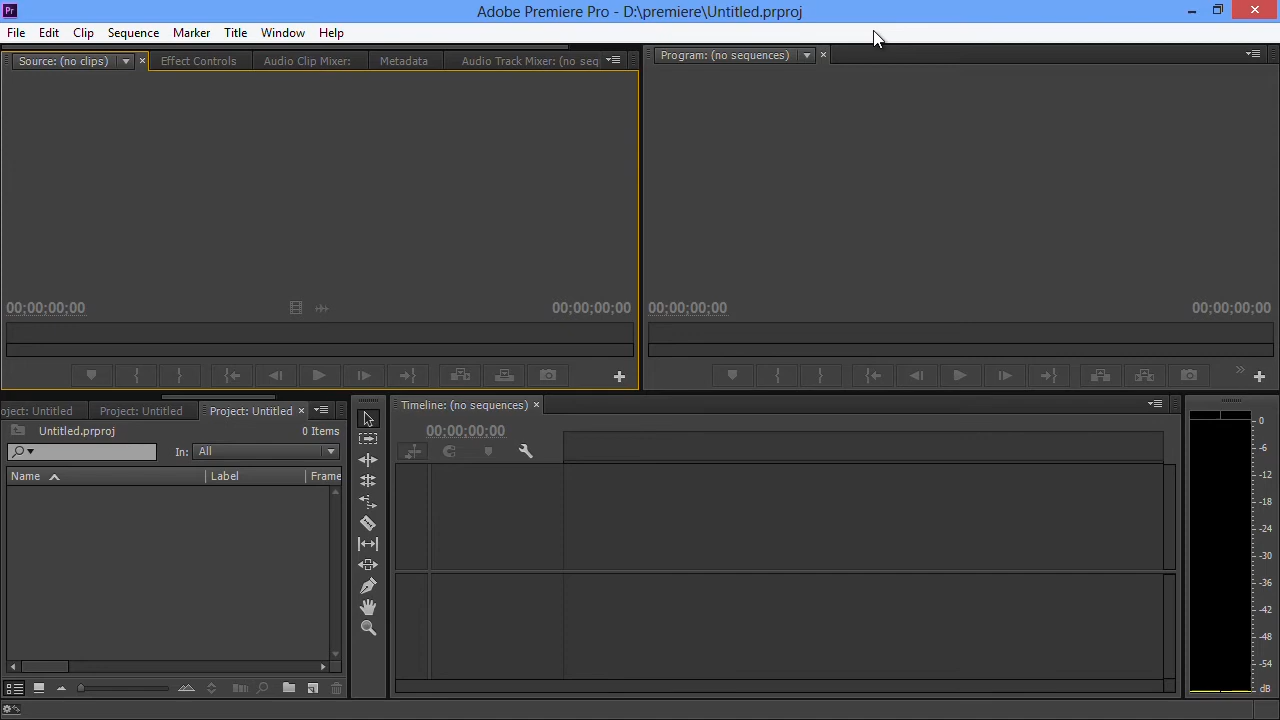 Pr
Adobe Premiere Pro - D:\premiere\Untitled.prproj
File Edit Clip Sequence Marker Title Window Help
Source: (no clips) Effect Controls Audio Clip Mixer: Metadata Audio Track Mixer: (no seq
Program: (no sequences)
00;00;00;00 00;00;00;00
00;00;00;00 00;00;00;00
oject: Untitled Project: Untitled Project: Untitled
Untitled.prproj 0 Items
In: All
Name Label Frame
Timeline: (no sequences)
00;00;00;00
0
-6
-12
-18
-24
-30
-36
-42
-48
-54
dB